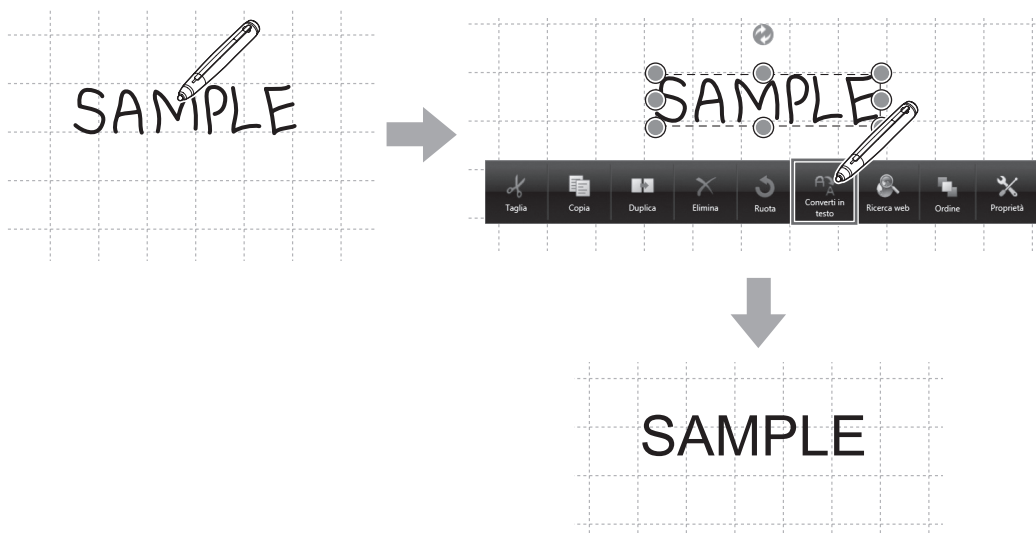 SAMPLE
SAMPLE
Taglia Copia Duplica Elimina Ruota Converti in testo Ricerca web Ordine Proprietà
SAMPLE